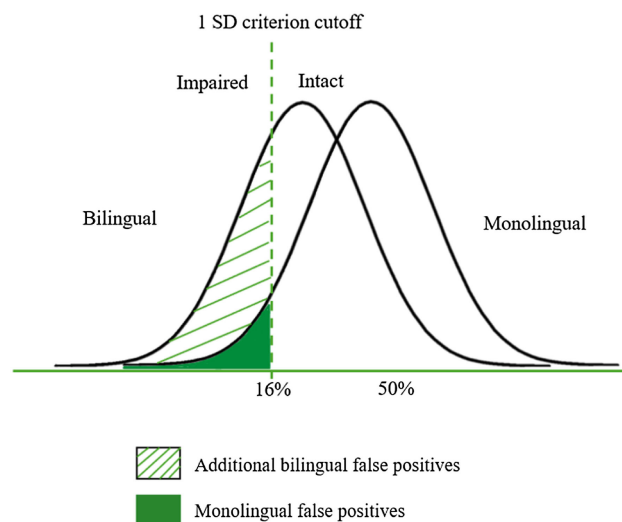 1 SD criterion cutoff
Impaired
Intact
Bilingual
Monolingual
16%
50%
Additional bilingual false positives
Monolingual false positives